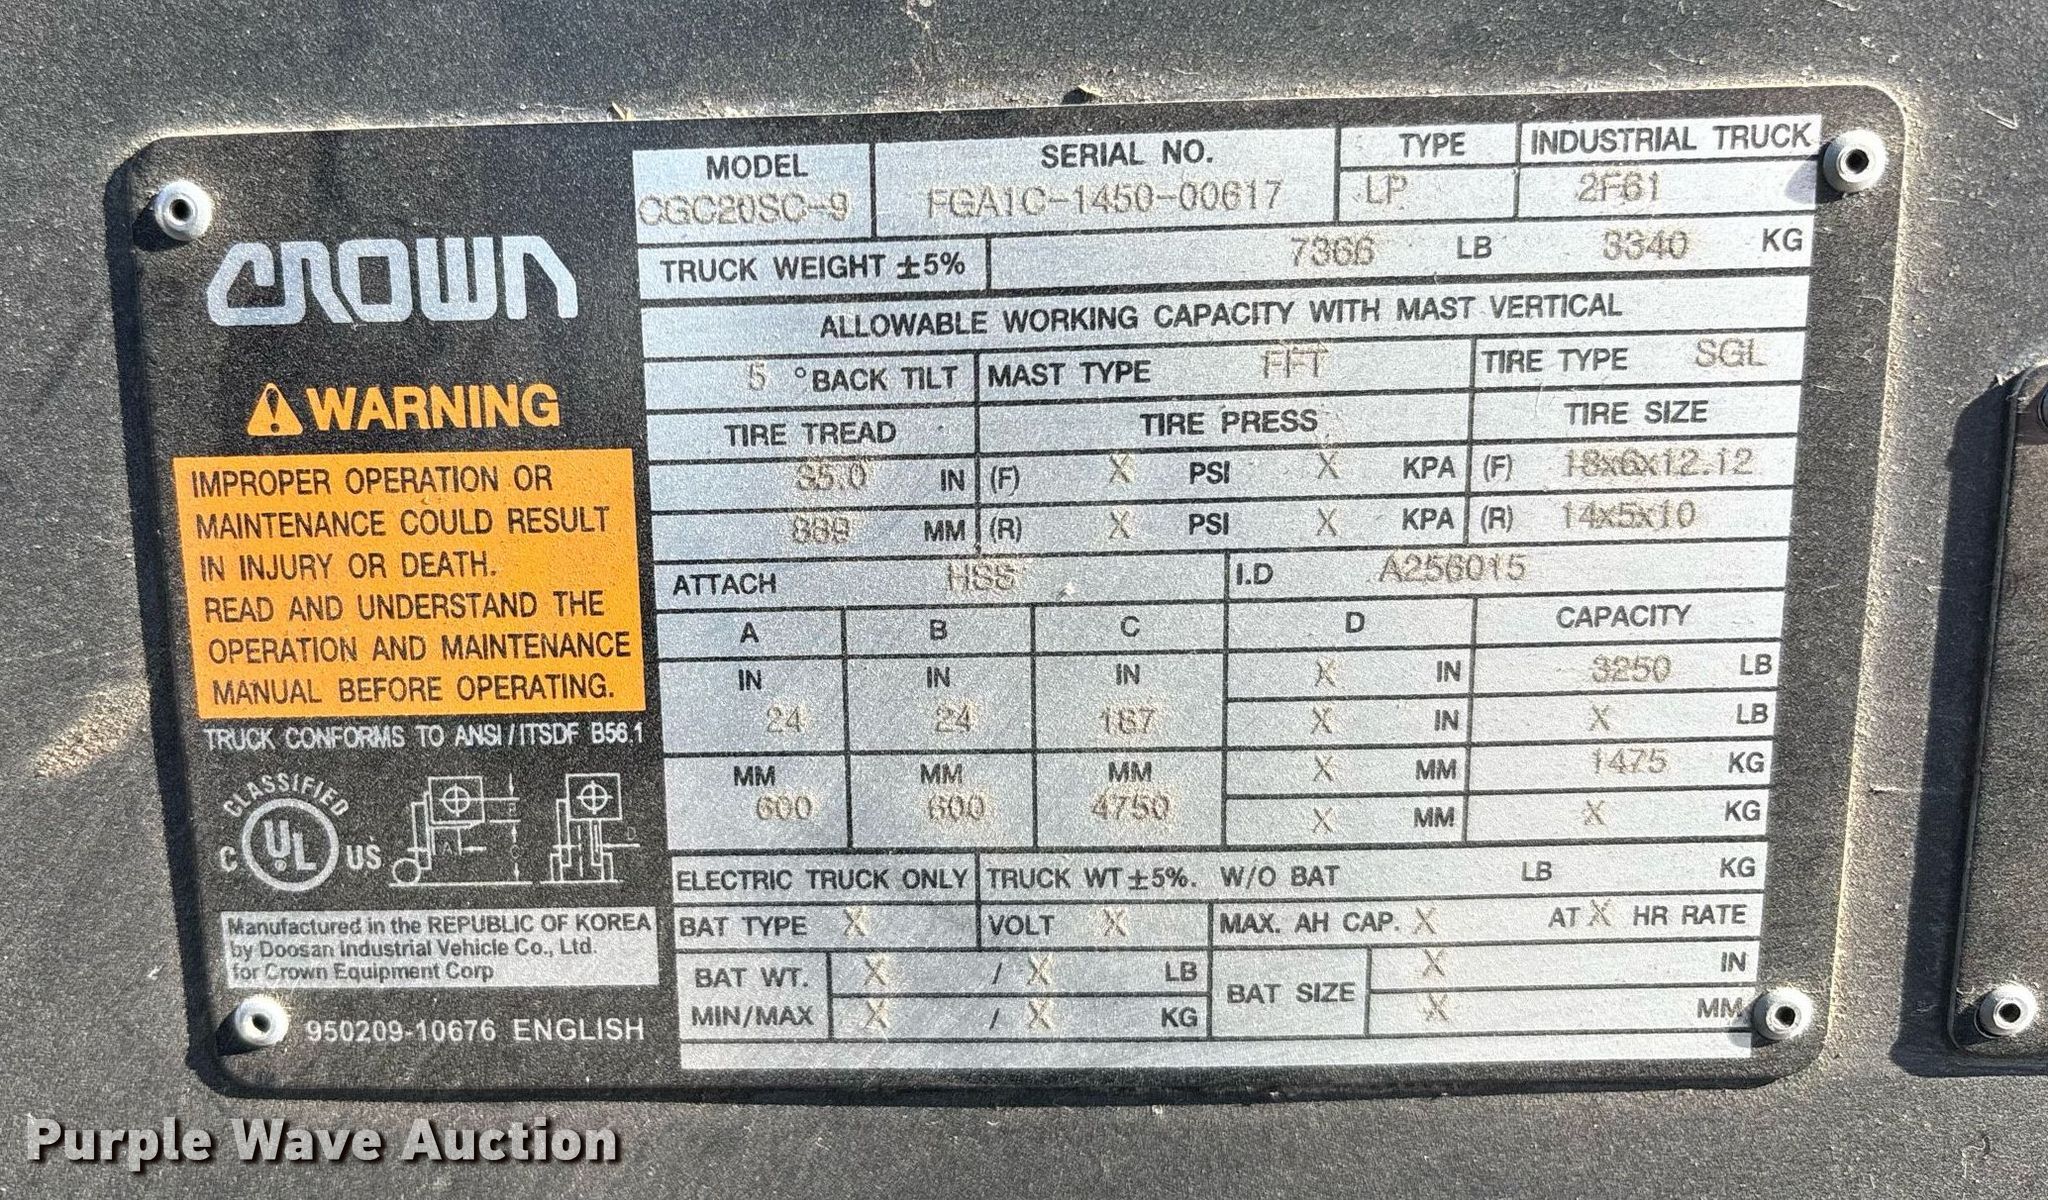 CROWN
WARNING
IMPROPER OPERATION OR
MAINTENANCE COULD RESULT
IN INJURY OR DEATH.
READ AND UNDERSTAND THE
OPERATION AND MAINTENANCE
MANUAL BEFORE OPERATING.
TRUCK CONFORMS TO ANSI / ITSDF B56.1
CLASSIFIED
C UL US
Manufactured in the REPUBLIC OF KOREA
by Doosan Industrial Vehicle Co., Ltd.
for Crown Equipment Corp
950209-10676 ENGLISH
MODEL SERIAL NO. TYPE INDUSTRIAL TRUCK
CGC20SC-9 FGA1C-1450-00617 LP 2F61
TRUCK WEIGHT ±5% 7366 LB 3340 KG
ALLOWABLE WORKING CAPACITY WITH MAST VERTICAL
5 °BACK TILT MAST TYPE FFT TIRE TYPE SGL
TIRE TREAD TIRE PRESS TIRE SIZE
35.0 IN (F) X PSI X KPA (F) 18x6x12.12
889 MM (R) X PSI X KPA (R) 14x5x10
ATTACH HSS I.D A256015
A B C D CAPACITY
IN IN IN X IN 3250 LB
24 24 187 X IN X LB
MM MM MM X MM 1475 KG
600 600 4750 X MM X KG
ELECTRIC TRUCK ONLY TRUCK WT ±5%. W/O BAT LB KG
BAT TYPE X VOLT X MAX. AH CAP. X AT X HR RATE
BAT WT. X / X LB BAT SIZE X IN
MIN/MAX X / X KG X MM
Purple Wave Auction